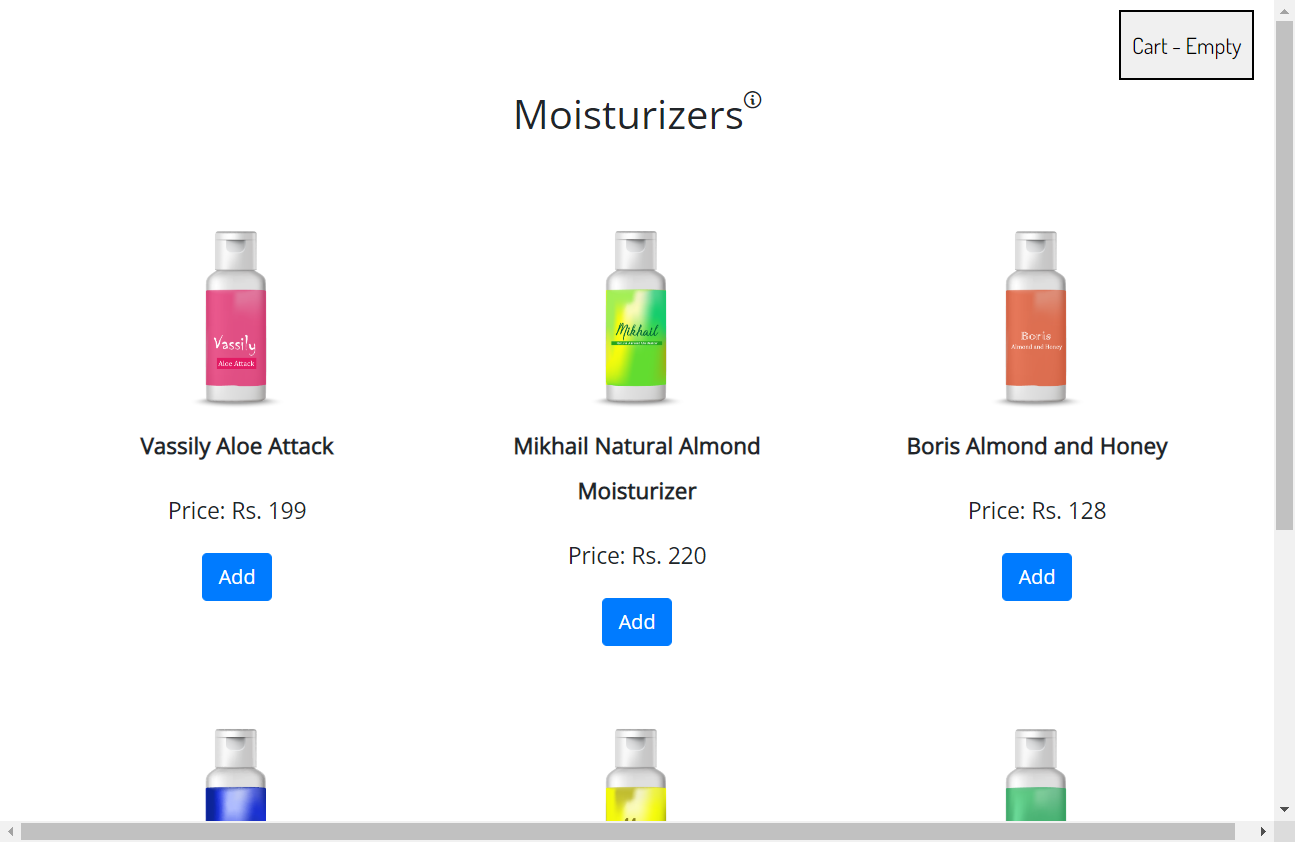 Cart - Empty
Moisturizers
Vassily
Aloe Attack
Mikhail
Boris
Almond and Honey
Vassily Aloe Attack
Mikhail Natural Almond
Moisturizer
Boris Almond and Honey
Price: Rs. 199
Price: Rs. 220
Price: Rs. 128
Add
Add
Add